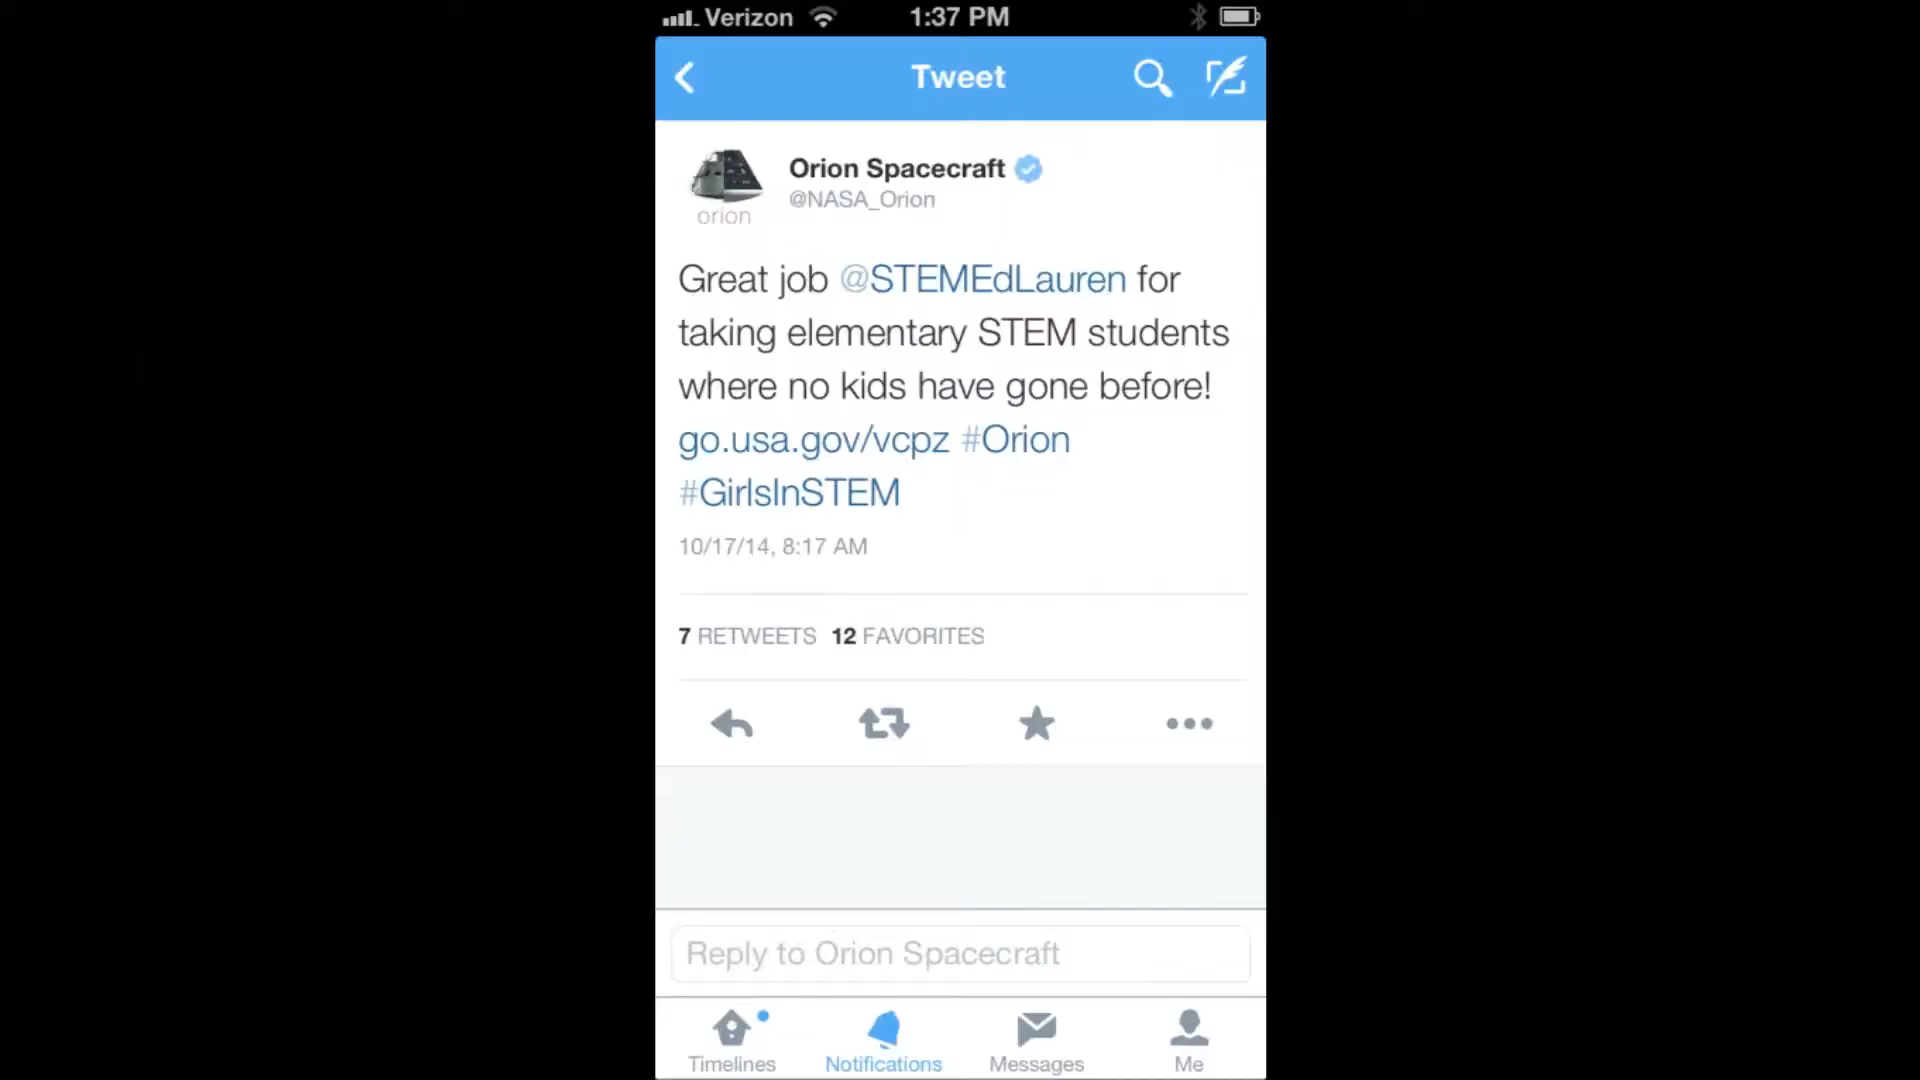 Verizon 1:37 PM
Tweet
Orion Spacecraft
@NASA_Orion
orion
Great job @STEMEdLauren for
taking elementary STEM students
where no kids have gone before!
go.usa.gov/vcpz #Orion
#GirlsInSTEM
10/17/14, 8:17 AM
7 RETWEETS 12 FAVORITES
Reply to Orion Spacecraft
Timelines Notifications Messages Me